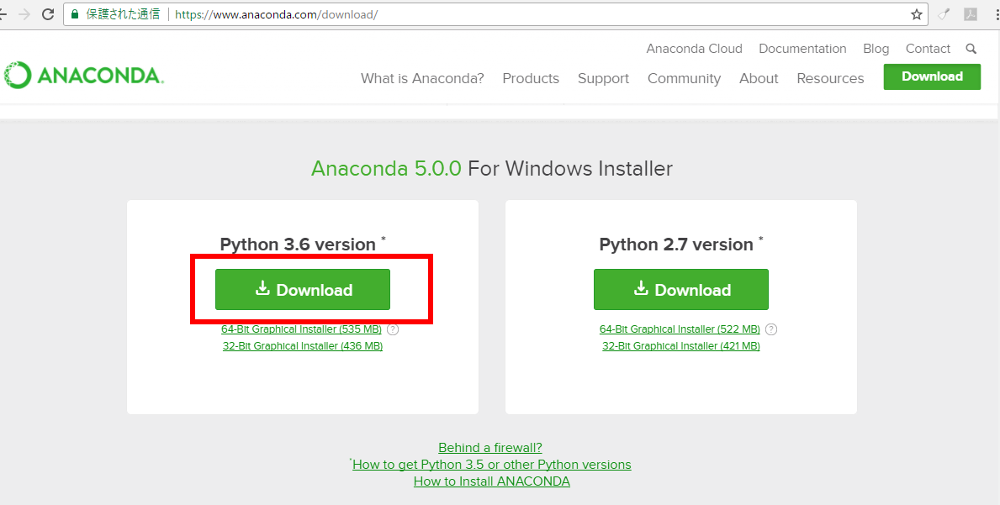 保護された通信 https://www.anaconda.com/download/
Anaconda Cloud Documentation Blog Contact
ANACONDA.
What is Anaconda? Products Support Community About Resources Download
Anaconda 5.0.0 For Windows Installer
Python 3.6 version *
Download
64-Bit Graphical Installer (535 MB) ?
32-Bit Graphical Installer (436 MB)
Python 2.7 version *
Download
64-Bit Graphical Installer (522 MB) ?
32-Bit Graphical Installer (421 MB)
Behind a firewall?
*How to get Python 3.5 or other Python versions
How to Install ANACONDA